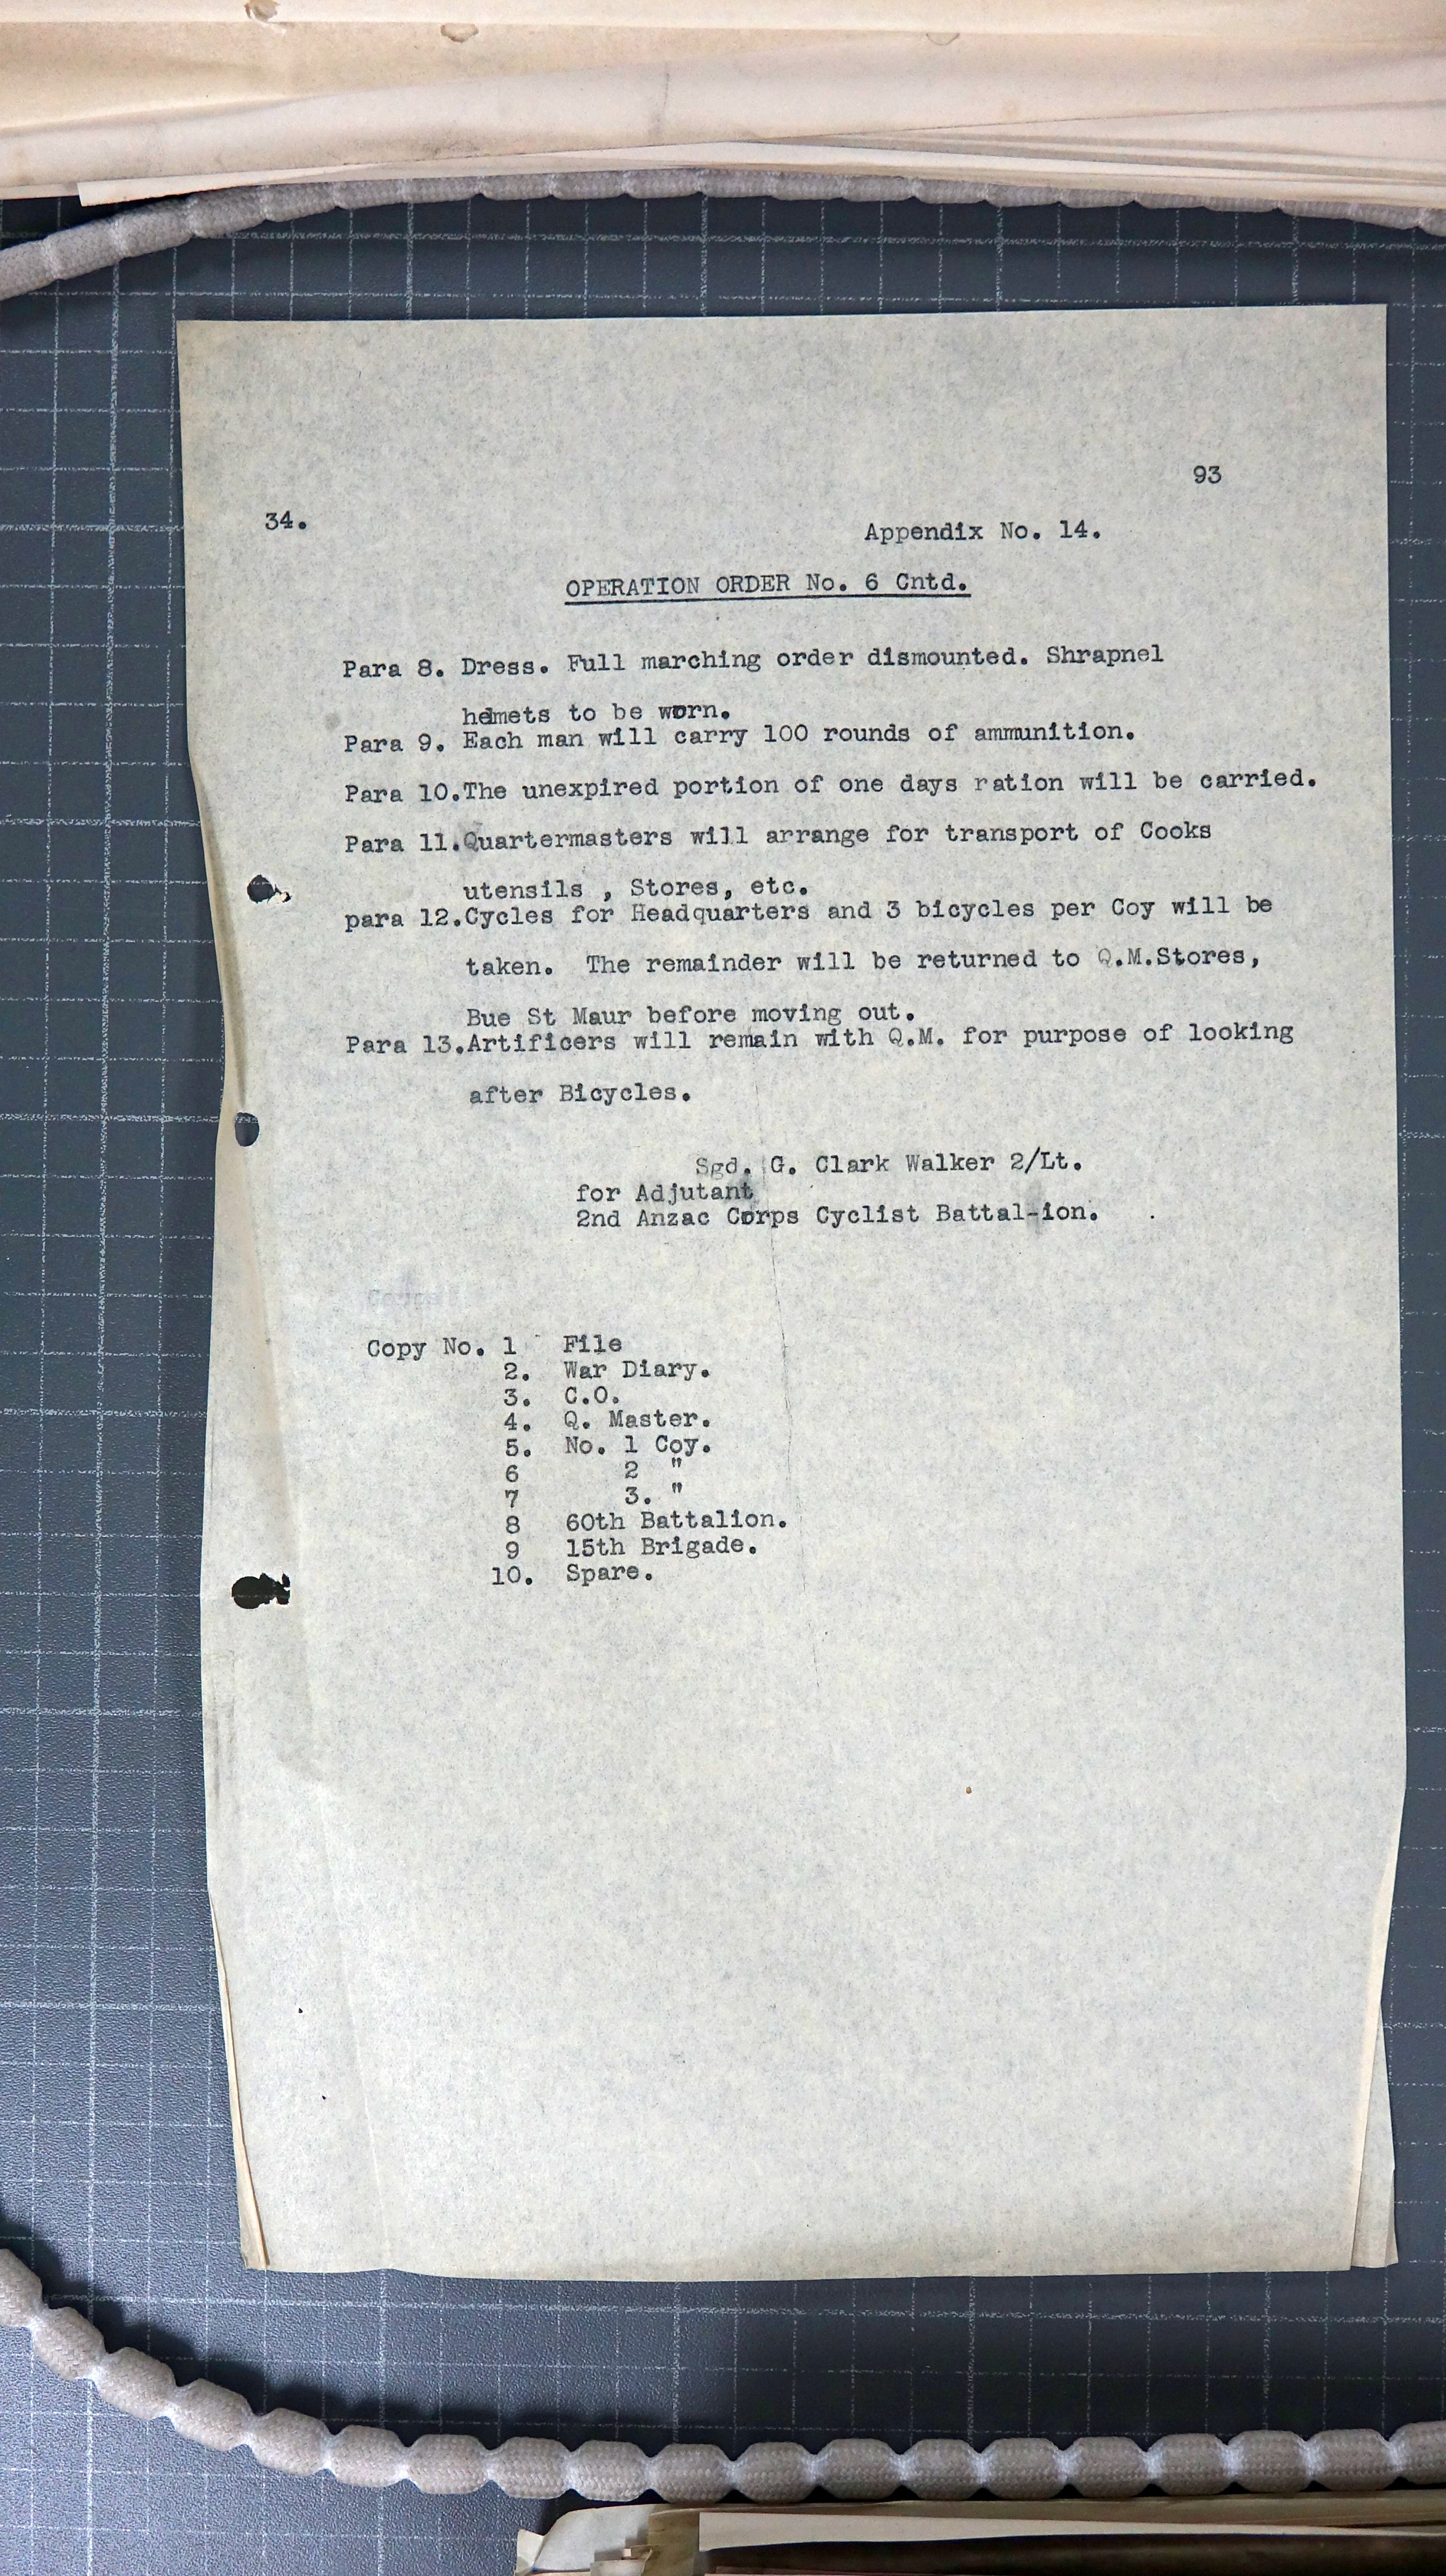 93
34.
Appendix No. 14.
OPERATION ORDER No. 6 Cntd.
Para 8. Dress. Full marching order dismounted. Shrapnel
helmets to be worn.
Para 9. Each man will carry 100 rounds of ammunition.
Para 10.The unexpired portion of one days ration will be carried.
Para 11.Quartermasters will arrange for transport of Cooks
utensils , Stores, etc.
para 12.Cycles for Headquarters and 3 bicycles per Coy will be
taken. The remainder will be returned to Q.M.Stores,
Bue St Maur before moving out.
Para 13.Artificers will remain with Q.M. for purpose of looking
after Bicycles.
Sgd. G. Clark Walker 2/Lt.
for Adjutant
2nd Anzac Corps Cyclist Battal-ion.
Copy No. 1 File
2. War Diary.
3. C.O.
4. Q. Master.
5. No. 1 Coy.
6 2 "
7 3. "
8 60th Battalion.
9 15th Brigade.
10. Spare.